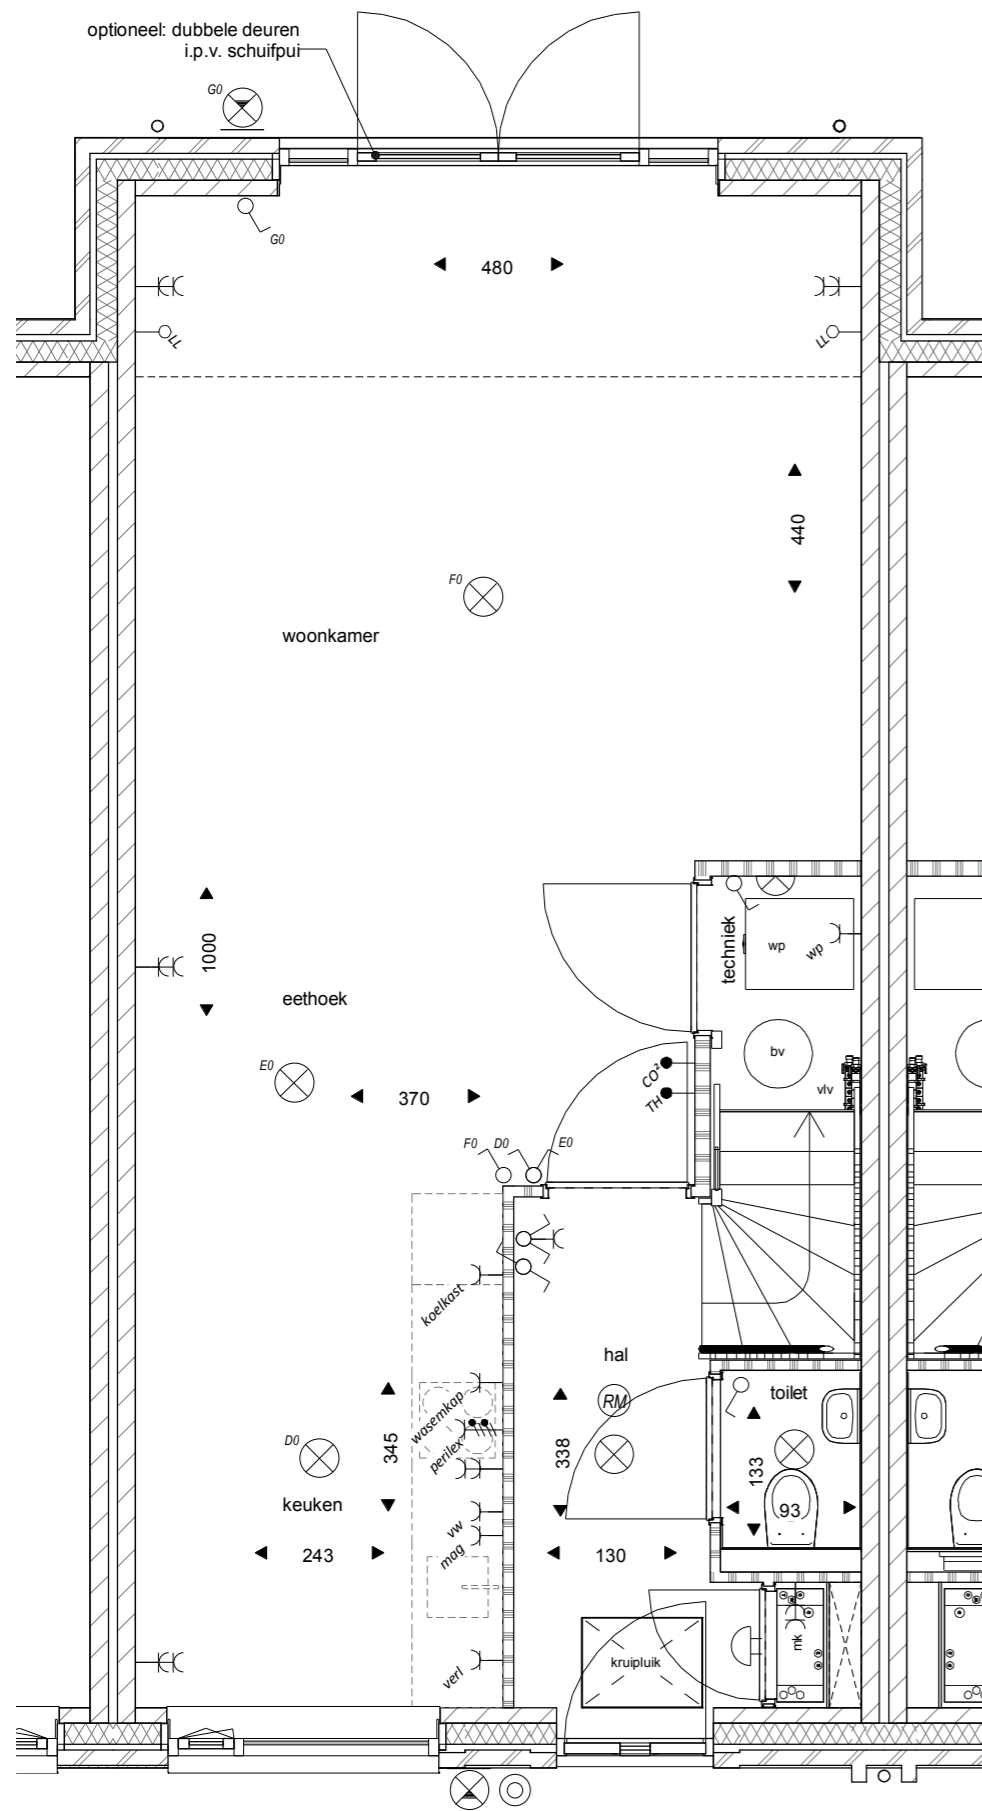 optioneel: dubbele deuren
i.p.v. schuifpui
G0
G0
480
LL
LL
440
F0
woonkamer
techniek
wp
wp
1000
eethoek
bv
CO²
E0
vlv
370
TH
F0
D0
E0
koelkast
hal
toilet
RM
wasemkap
D0
345
perilex
338
133
keuken
93
vw
243
mag
130
mk
kruipluik
verl